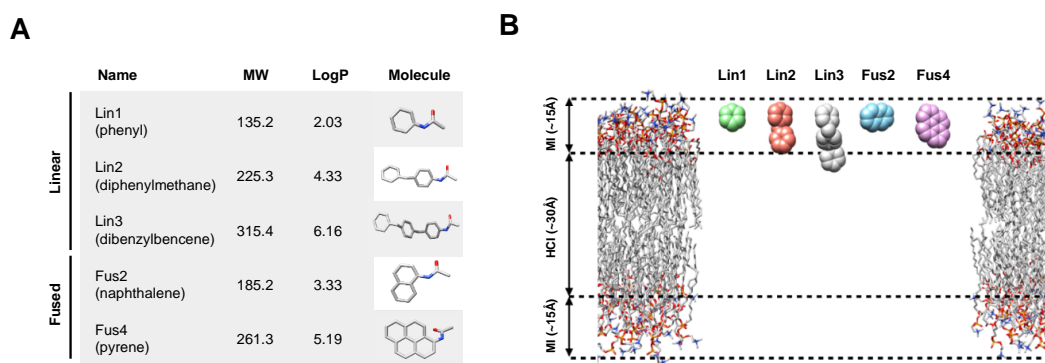 A
Name MW LogP Molecule
Linear
Lin1
(phenyl)
135.2 2.03
Lin2
(diphenylmethane)
225.3 4.33
Lin3
(dibenzylbencene)
315.4 6.16
Fused
Fus2
(naphthalene)
185.2 3.33
Fus4
(pyrene)
261.3 5.19
B
Lin1 Lin2 Lin3 Fus2 Fus4
MI (~15Å)
HCI (~30Å)
MI (~15Å)